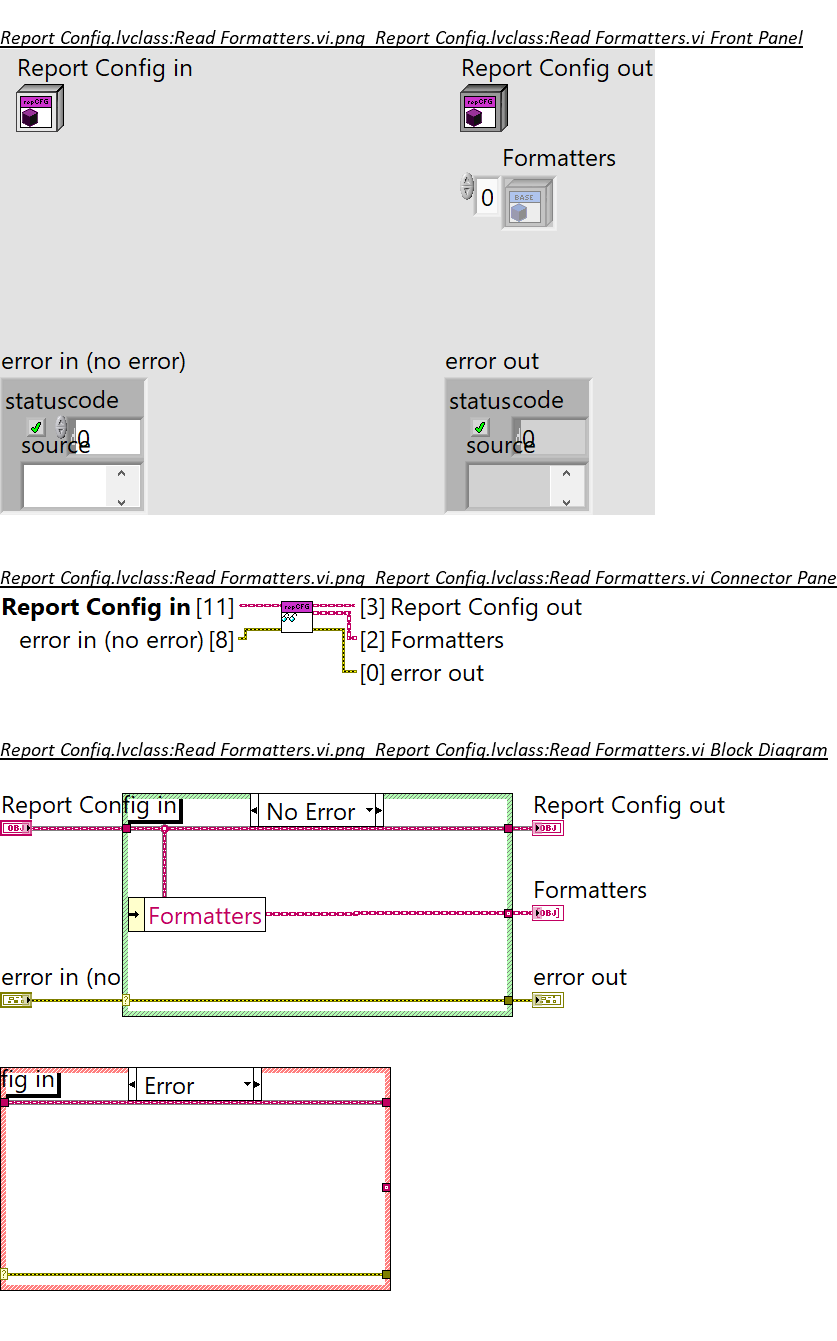 Report Config.lvclass:Read Formatters.vi.png Report Config.lvclass:Read Formatters.vi Front Panel
Report Config in
Report Config out
repCFG
repCFG
Formatters
0
BASE
error in (no error)
error out
status code
status code
0
0
source
source
Report Config.lvclass:Read Formatters.vi.png Report Config.lvclass:Read Formatters.vi Connector Pane
Report Config in [11]
repCFG
[3] Report Config out
error in (no error) [8]
[2] Formatters
[0] error out
Report Config.lvclass:Read Formatters.vi.png Report Config.lvclass:Read Formatters.vi Block Diagram
Report Config in
No Error
Report Config out
OBJ
OBJ
Formatters
Formatters
OBJ
error in (no
error out
?
fig in
Error
?